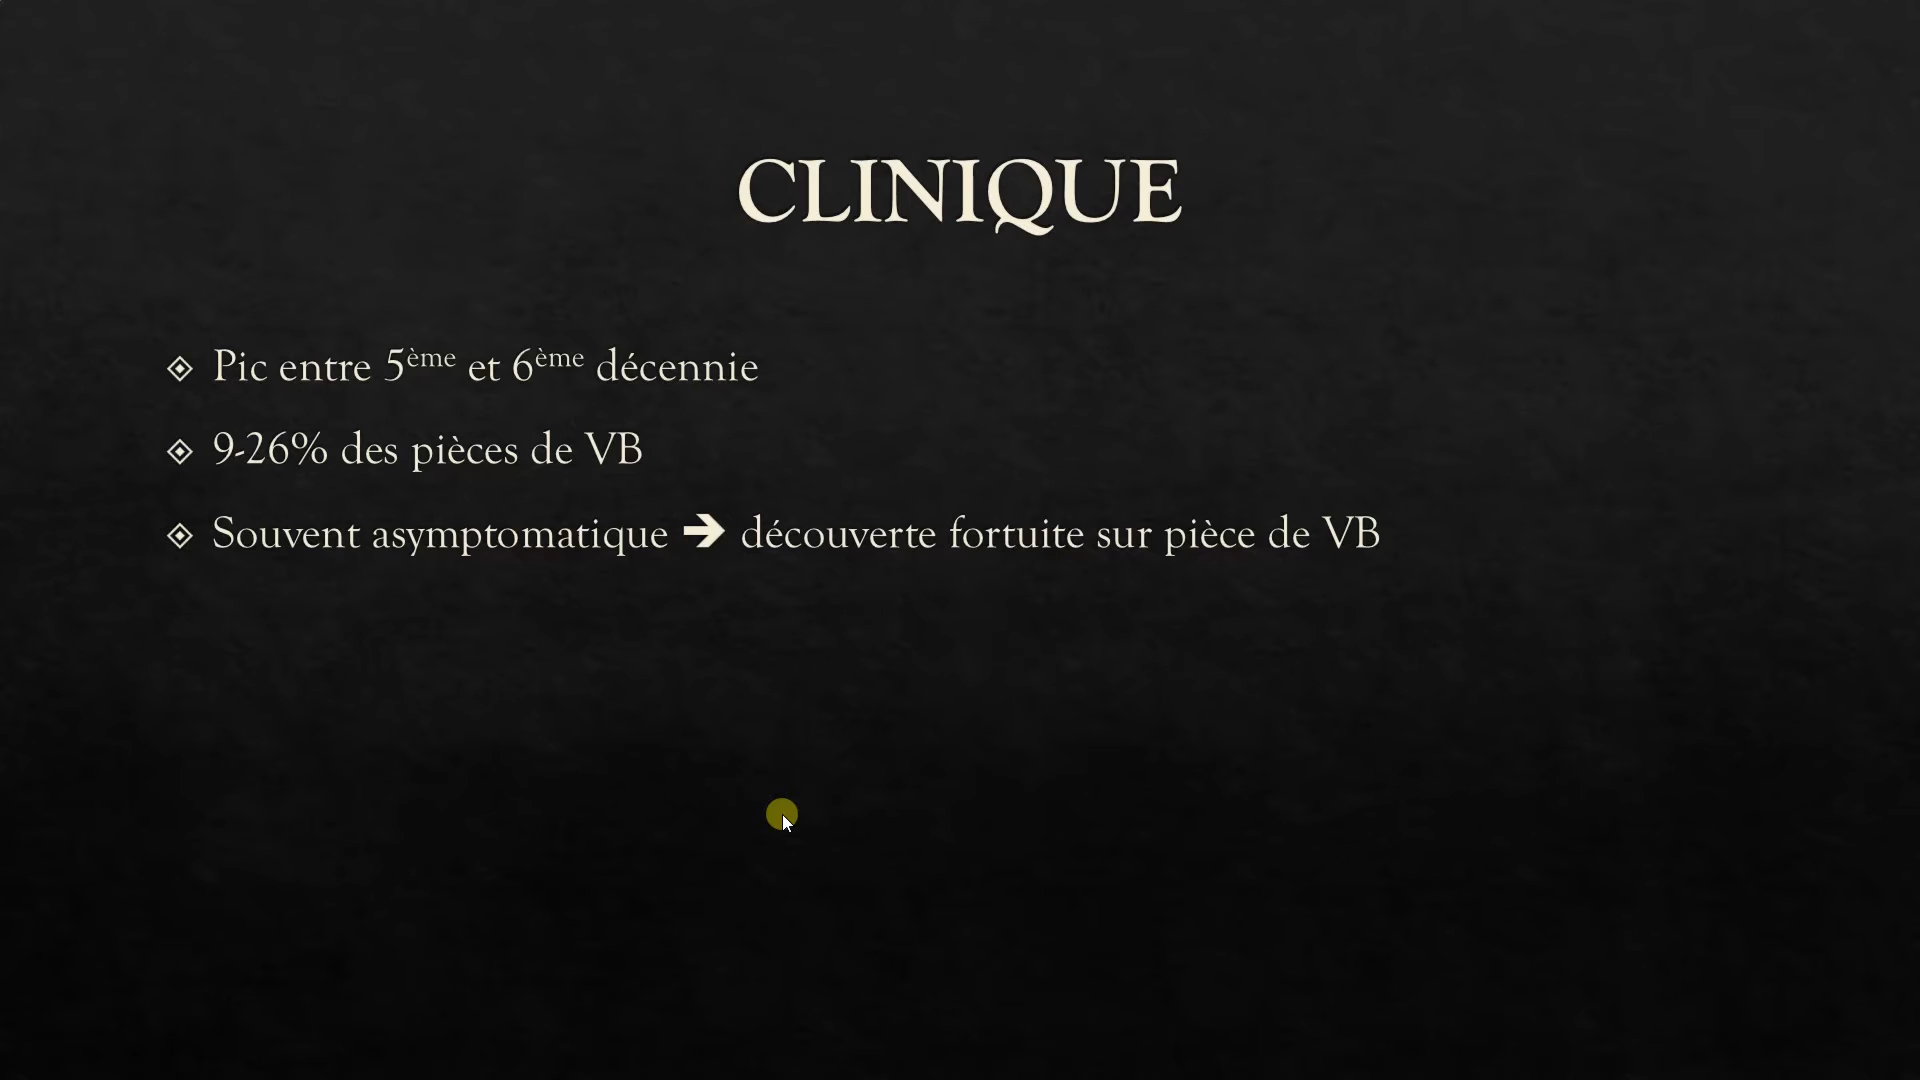 CLINIQUE
Pic entre 5ème et 6ème décennie
9-26% des pièces de VB
Souvent asymptomatique → découverte fortuite sur pièce de VB